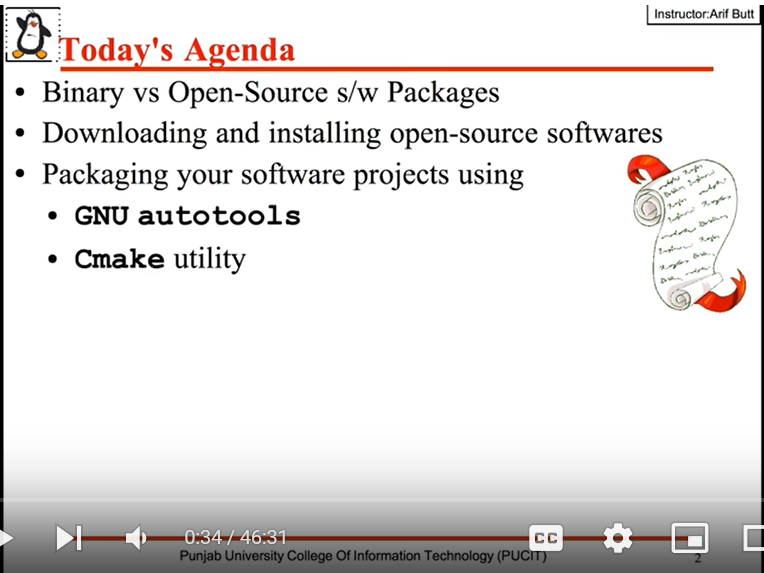 Instructor:Arif Butt
Today's Agenda
• Binary vs Open-Source s/w Packages
• Downloading and installing open-source softwares
• Packaging your software projects using
• GNU autotools
• Cmake utility
0:34 / 46:31
CC
Punjab University College Of Information Technology (PUCIT)
2